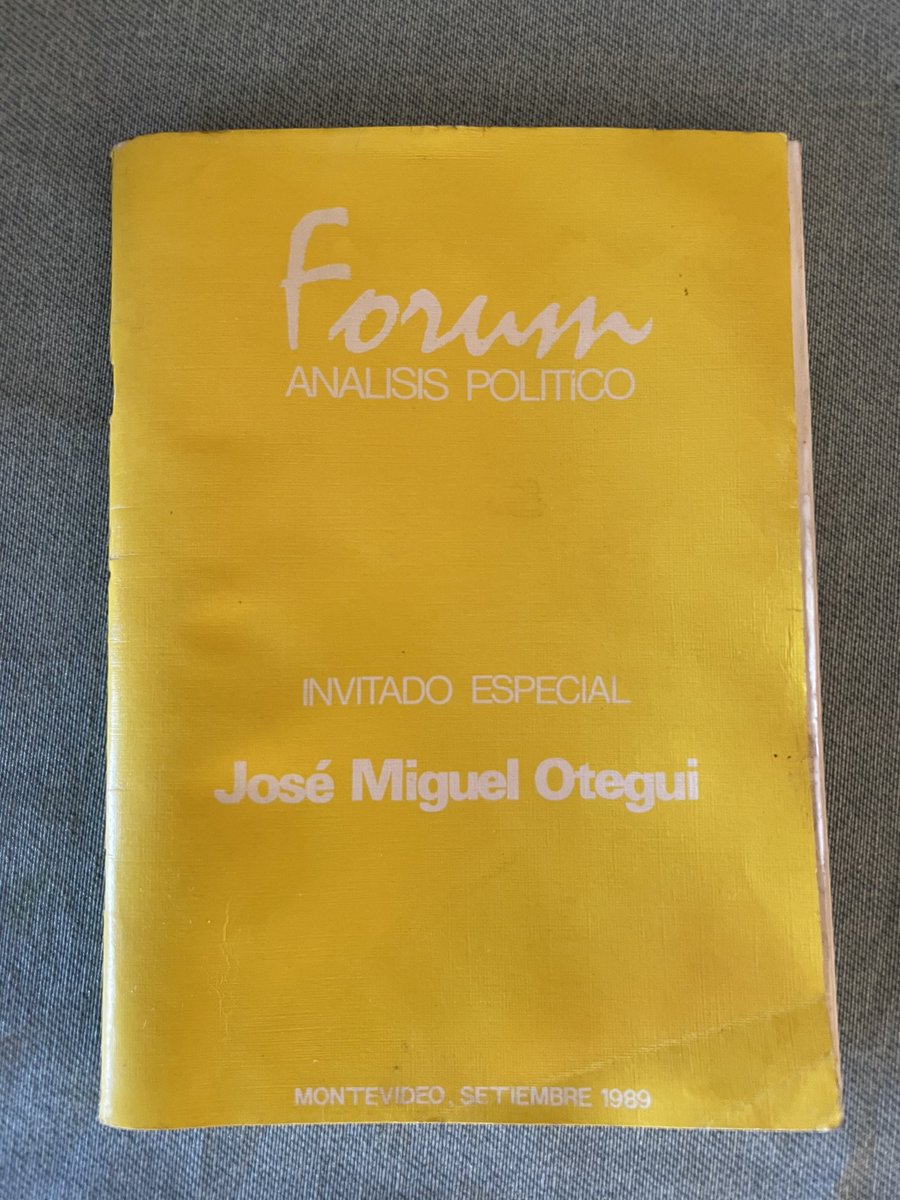 Forum
ANALISIS POLITICO
INVITADO ESPECIAL
José Miguel Otegui
MONTEVIDEO, SETIEMBRE 1989